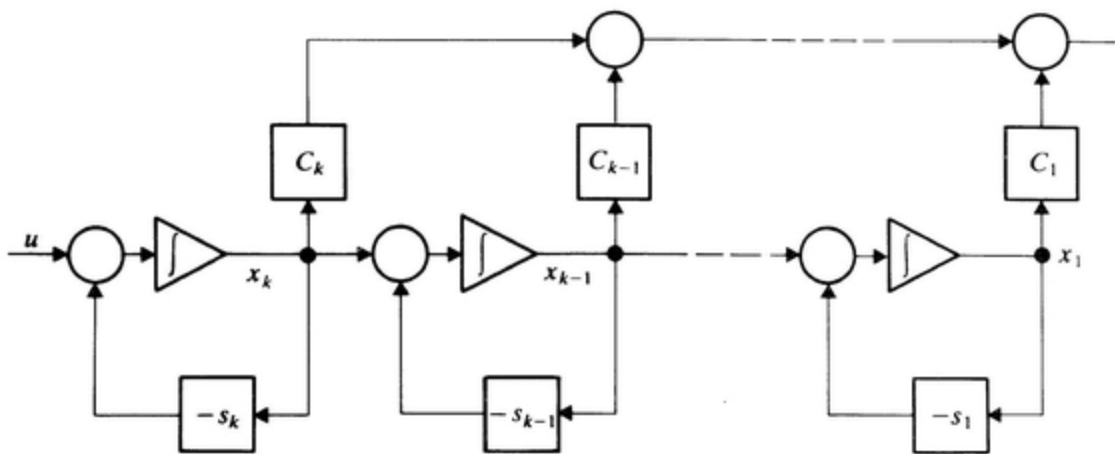 C_k
C_{k-1}
C_1
u
∫
x_k
∫
x_{k-1}
∫
x_1
-s_k
-s_{k-1}
-s_1